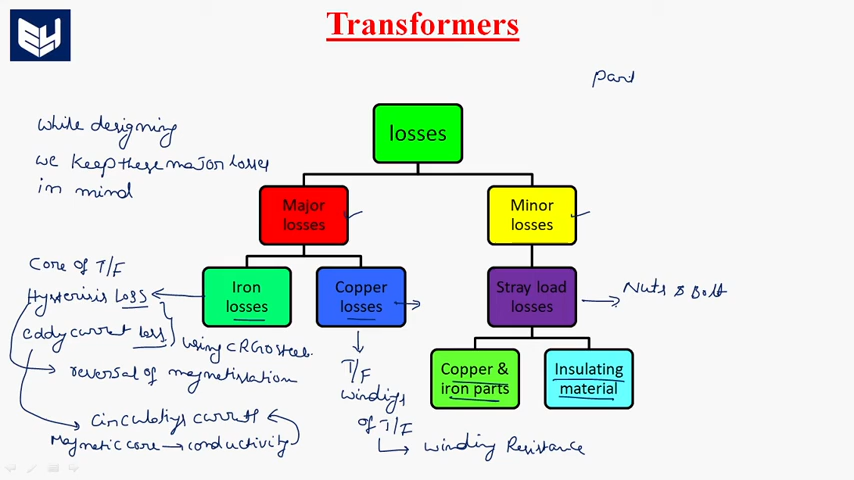 Transformers
Part
losses
While designing
we keep these major losses
in mind
Major
losses
Minor
losses
Core of T/F
Hysterisis loss
eddy current loss
using CRGO steel.
reversal of magnetisation
Circulatings current
Magnetic core → conductivity
Iron
losses
Copper
losses
T/F
windings
of T/F
winding Resistance
Stray load
losses
Nuts & Bolt
Copper &
iron parts
Insulating
material